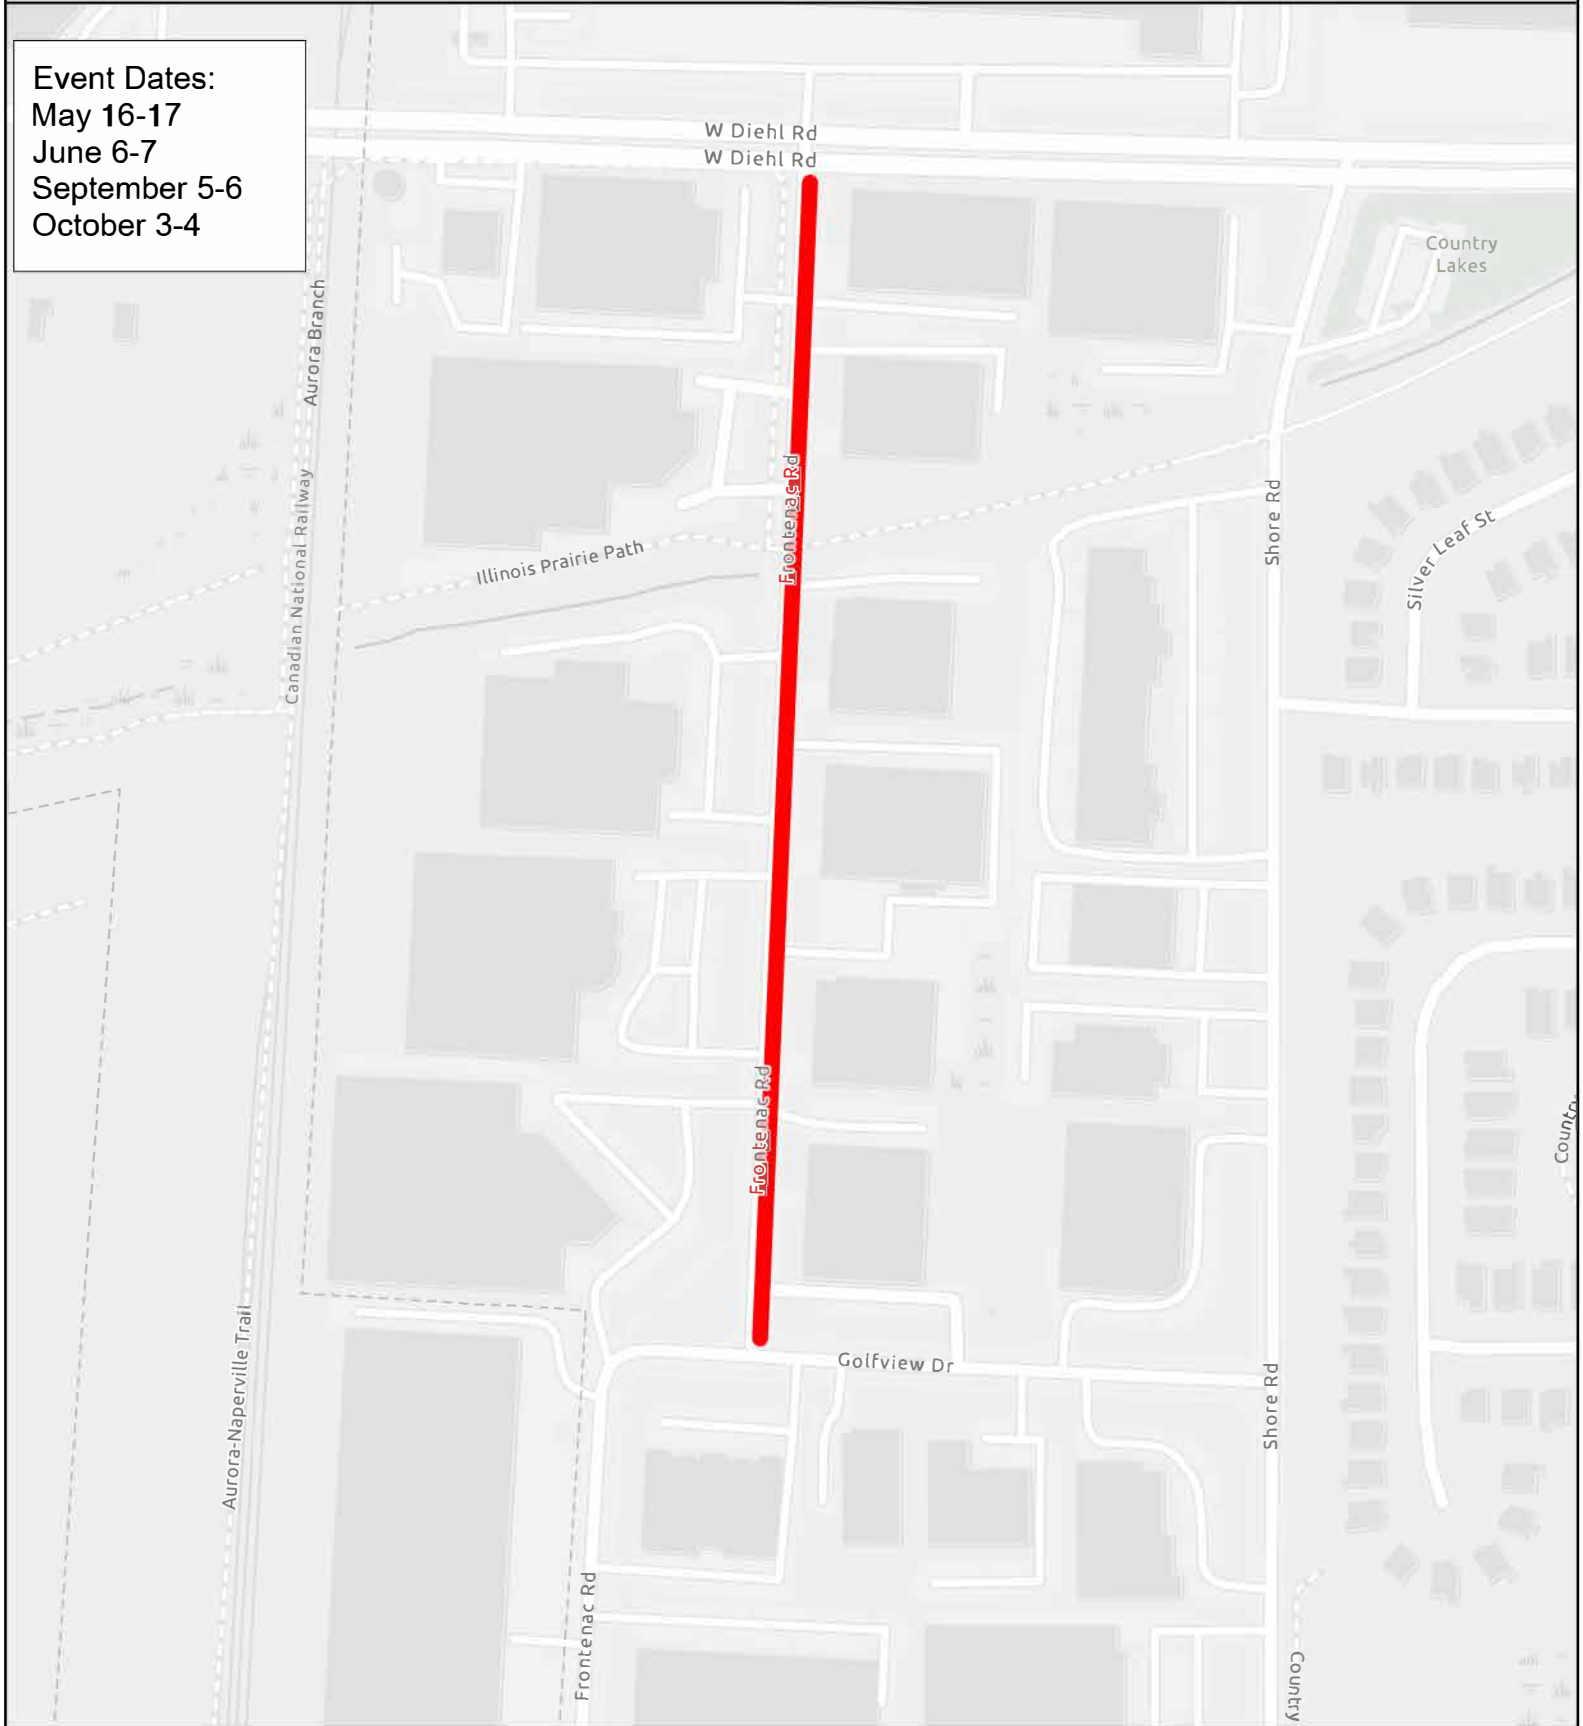 Event Dates:
May 16-17
June 6-7
September 5-6
October 3-4
W Diehl Rd
W Diehl Rd
Country
Lakes
Aurora Branch
Canadian National Railway
Illinois Prairie Path
Frontenac Rd
Shore Rd
Silver Leaf St
Frontenac Rd
Country
Aurora-Naperville Trail
Golfview Dr
Shore Rd
Frontenac Rd
Country